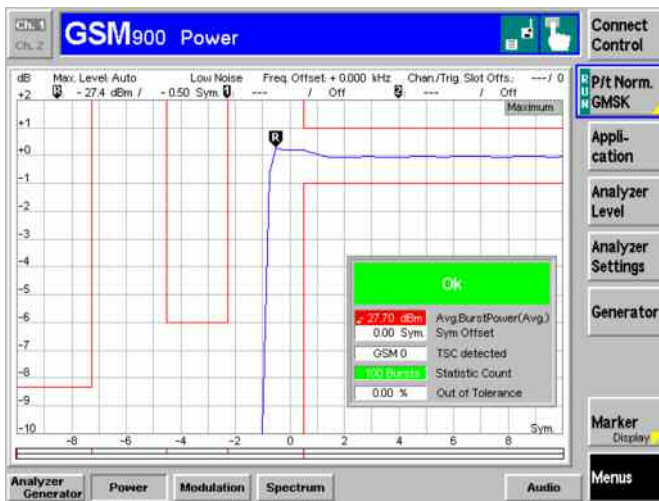 Ch. 1
Ch. 2
GSM900 Power
Connect Control
dB Max. Level: Auto Low Noise Freq. Offset: + 0.000 kHz Chan./Trig. Slot Offs.: ---/ 0
+2 R - 27.4 dBm / - 0.50 Sym. 1: --- / Off 2: --- / Off
Maximum
RUN
P/t Norm. GMSK
Appli-
cation
Analyzer Level
Analyzer Settings
Generator
Marker
Display
Menus
+1
+0
-1
-2
-3
-4
-5
-6
-7
-8
-9
-10
R
Ok
- 27.70 dBm Avg.BurstPower(Avg.)
0.00 Sym. Sym Offset
GSM 0 TSC detected
100 Bursts Statistic Count
0.00 % Out of Tolerance
-8 -6 -4 -2 0 2 4 6 8 Sym.
Analyzer Generator
Power
Modulation
Spectrum
Audio